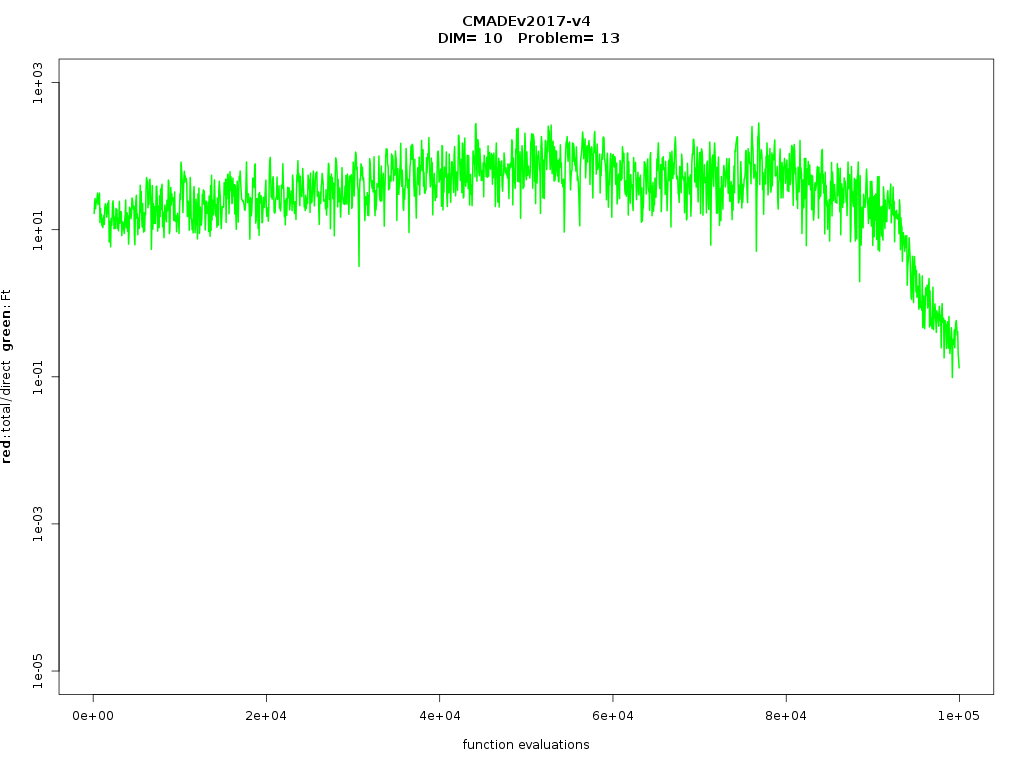 CMADEv2017-v4
DIM= 10 Problem= 13
1e+03
1e+01
1e-01
1e-03
1e-05
red: total/direct green: Ft
0e+00 2e+04 4e+04 6e+04 8e+04 1e+05
function evaluations